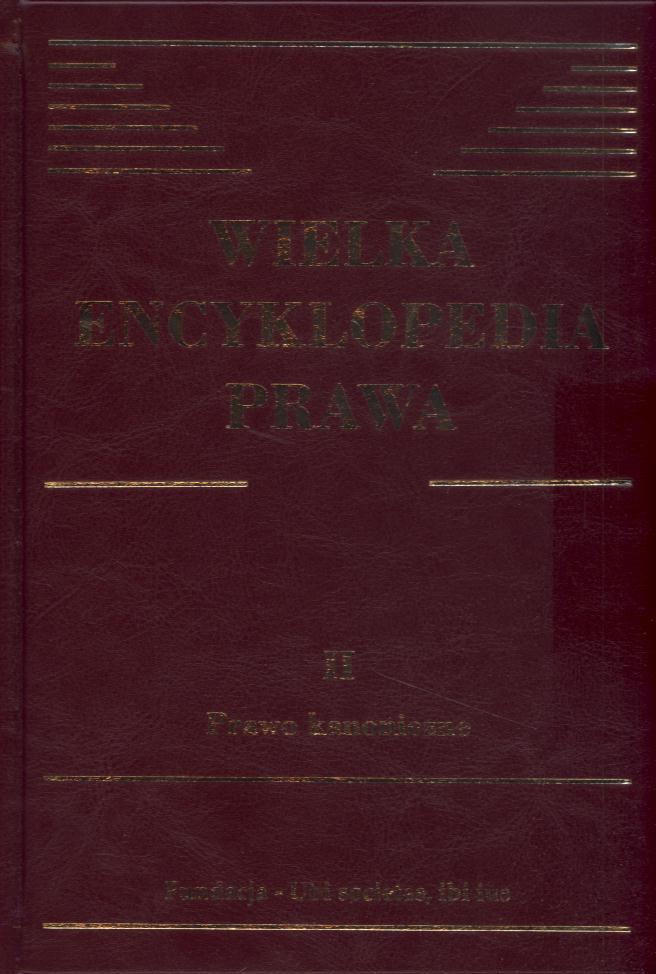 WIELKA
ENCYKLOPEDIA
PRAWA
II
Prawo kanoniczne
Fundacja - Ubi societas, ibi ius